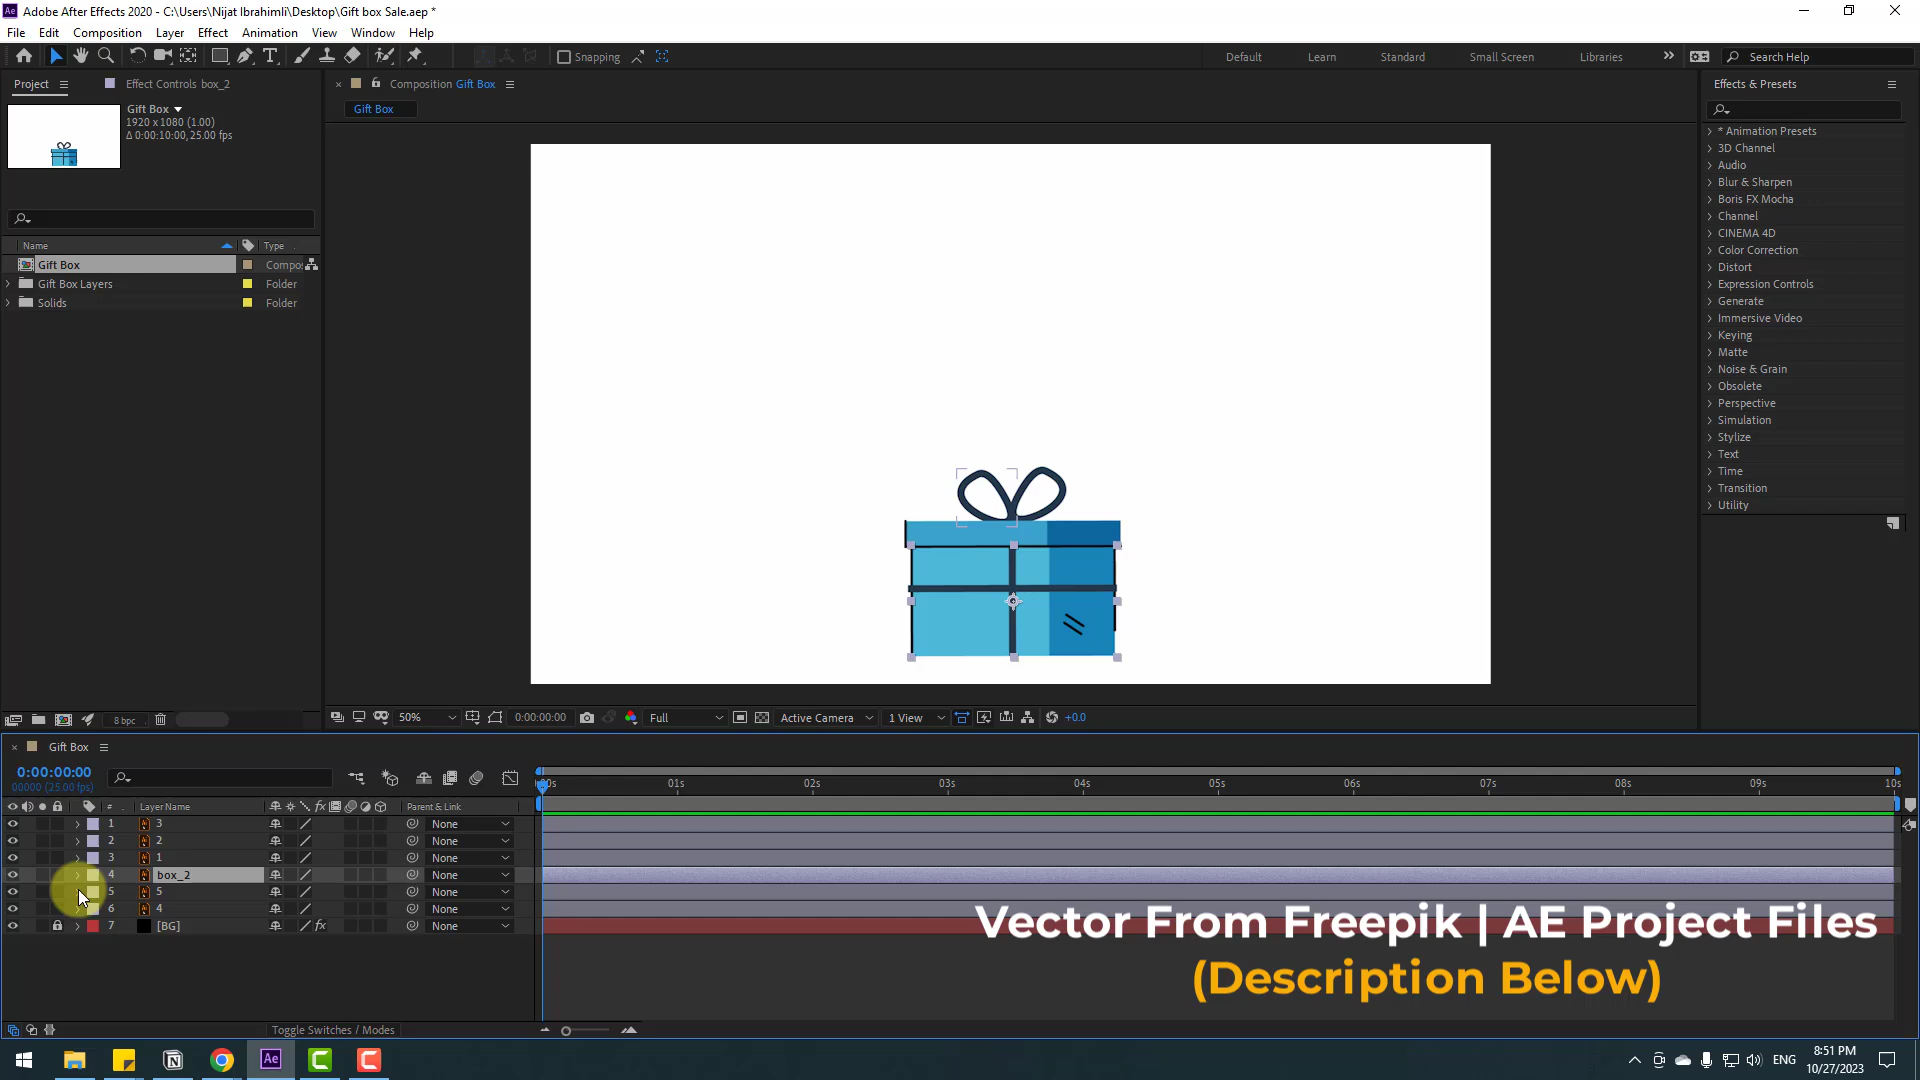 Adobe After Effects 2020 - C:\Users\Nijat Ibrahimli\Desktop\Gift box Sale.aep *
File Edit Composition Layer Effect Animation View Window Help
Snapping
Default Learn Standard Small Screen Libraries
Search Help
Project
Effect Controls box_2
Gift Box
1920 x 1080 (1.00)
Δ 0:00:10:00, 25.00 fps
Name Type
Gift Box Compo
Gift Box Layers Folder
Solids Folder
8 bpc
Composition Gift Box
Gift Box
50% 0:00:00:00 Full Active Camera 1 View +0.0
Effects & Presets
* Animation Presets
3D Channel
Audio
Blur & Sharpen
Boris FX Mocha
Channel
CINEMA 4D
Color Correction
Distort
Expression Controls
Generate
Immersive Video
Keying
Matte
Noise & Grain
Obsolete
Perspective
Simulation
Stylize
Text
Time
Transition
Utility
Gift Box
0:00:00:00
00000 (25.00 fps)
# Layer Name fx Parent & Link
1 3 None
2 2 None
3 1 None
4 box_2 None
5 5 None
6 4 None
7 [BG] fx None
00s 01s 02s 03s 04s 05s 06s 07s 08s 09s 10s
Vector From Freepik | AE Project Files
(Description Below)
Toggle Switches / Modes
ENG
8:51 PM
10/27/2023